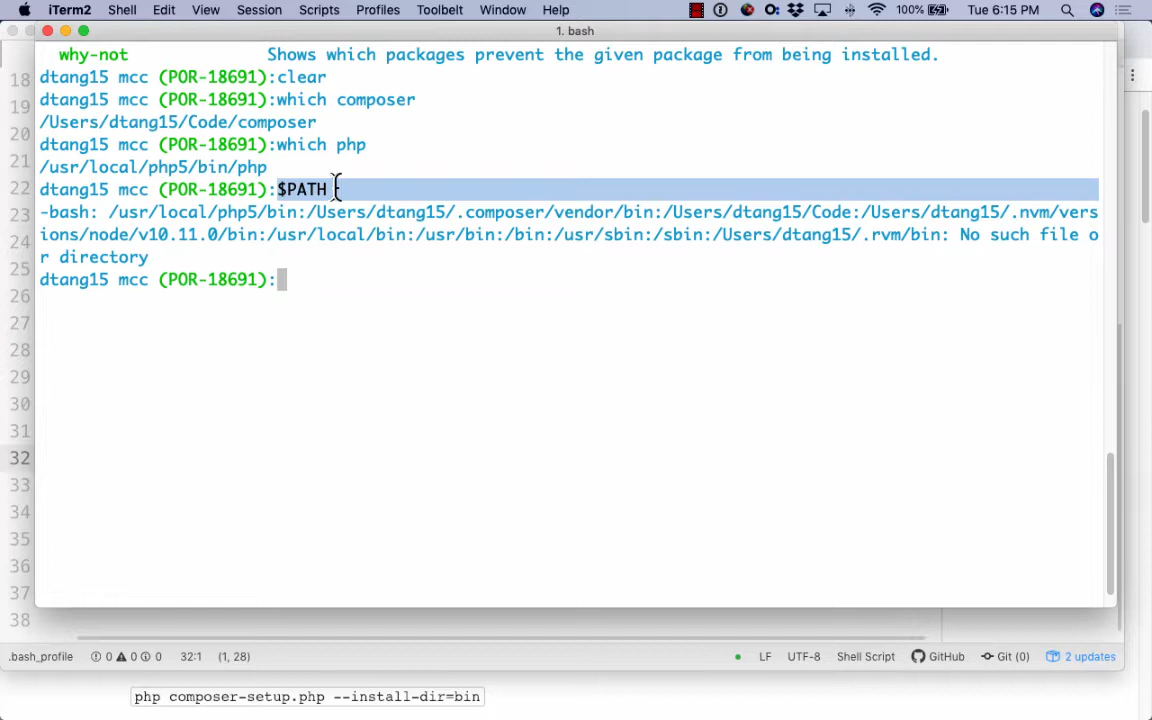 iTerm2 Shell Edit View Session Scripts Profiles Toolbelt Window Help 100% Tue 6:15 PM
1. bash
why-not Shows which packages prevent the given package from being installed.
18 dtang15 mcc (POR-18691):clear
19 dtang15 mcc (POR-18691):which composer
20 /Users/dtang15/Code/composer
dtang15 mcc (POR-18691):which php
21 /usr/local/php5/bin/php
22 dtang15 mcc (POR-18691):$PATH
23 -bash: /usr/local/php5/bin:/Users/dtang15/.composer/vendor/bin:/Users/dtang15/Code:/Users/dtang15/.nvm/vers
24 ions/node/v10.11.0/bin:/usr/local/bin:/usr/bin:/bin:/usr/sbin:/sbin:/Users/dtang15/.rvm/bin: No such file o
25 r directory
dtang15 mcc (POR-18691):
26
27
28
29
30
31
32
33
34
35
36
37
38
.bash_profile 0 0 0 32:1 (1, 28) LF UTF-8 Shell Script GitHub Git (0) 2 updates
php composer-setup.php --install-dir=bin